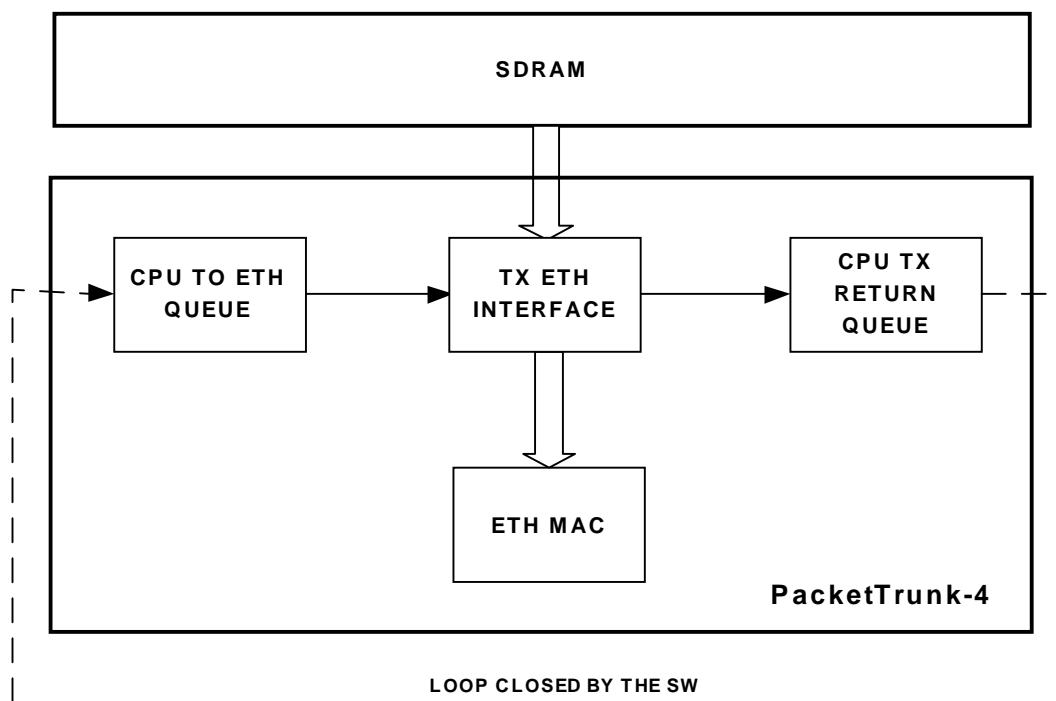 SDRAM
CPU TO ETH
QUEUE
TX ETH
INTERFACE
CPU TX
RETURN
QUEUE
ETH MAC
PacketTrunk-4
LOOP CLOSED BY THE SW